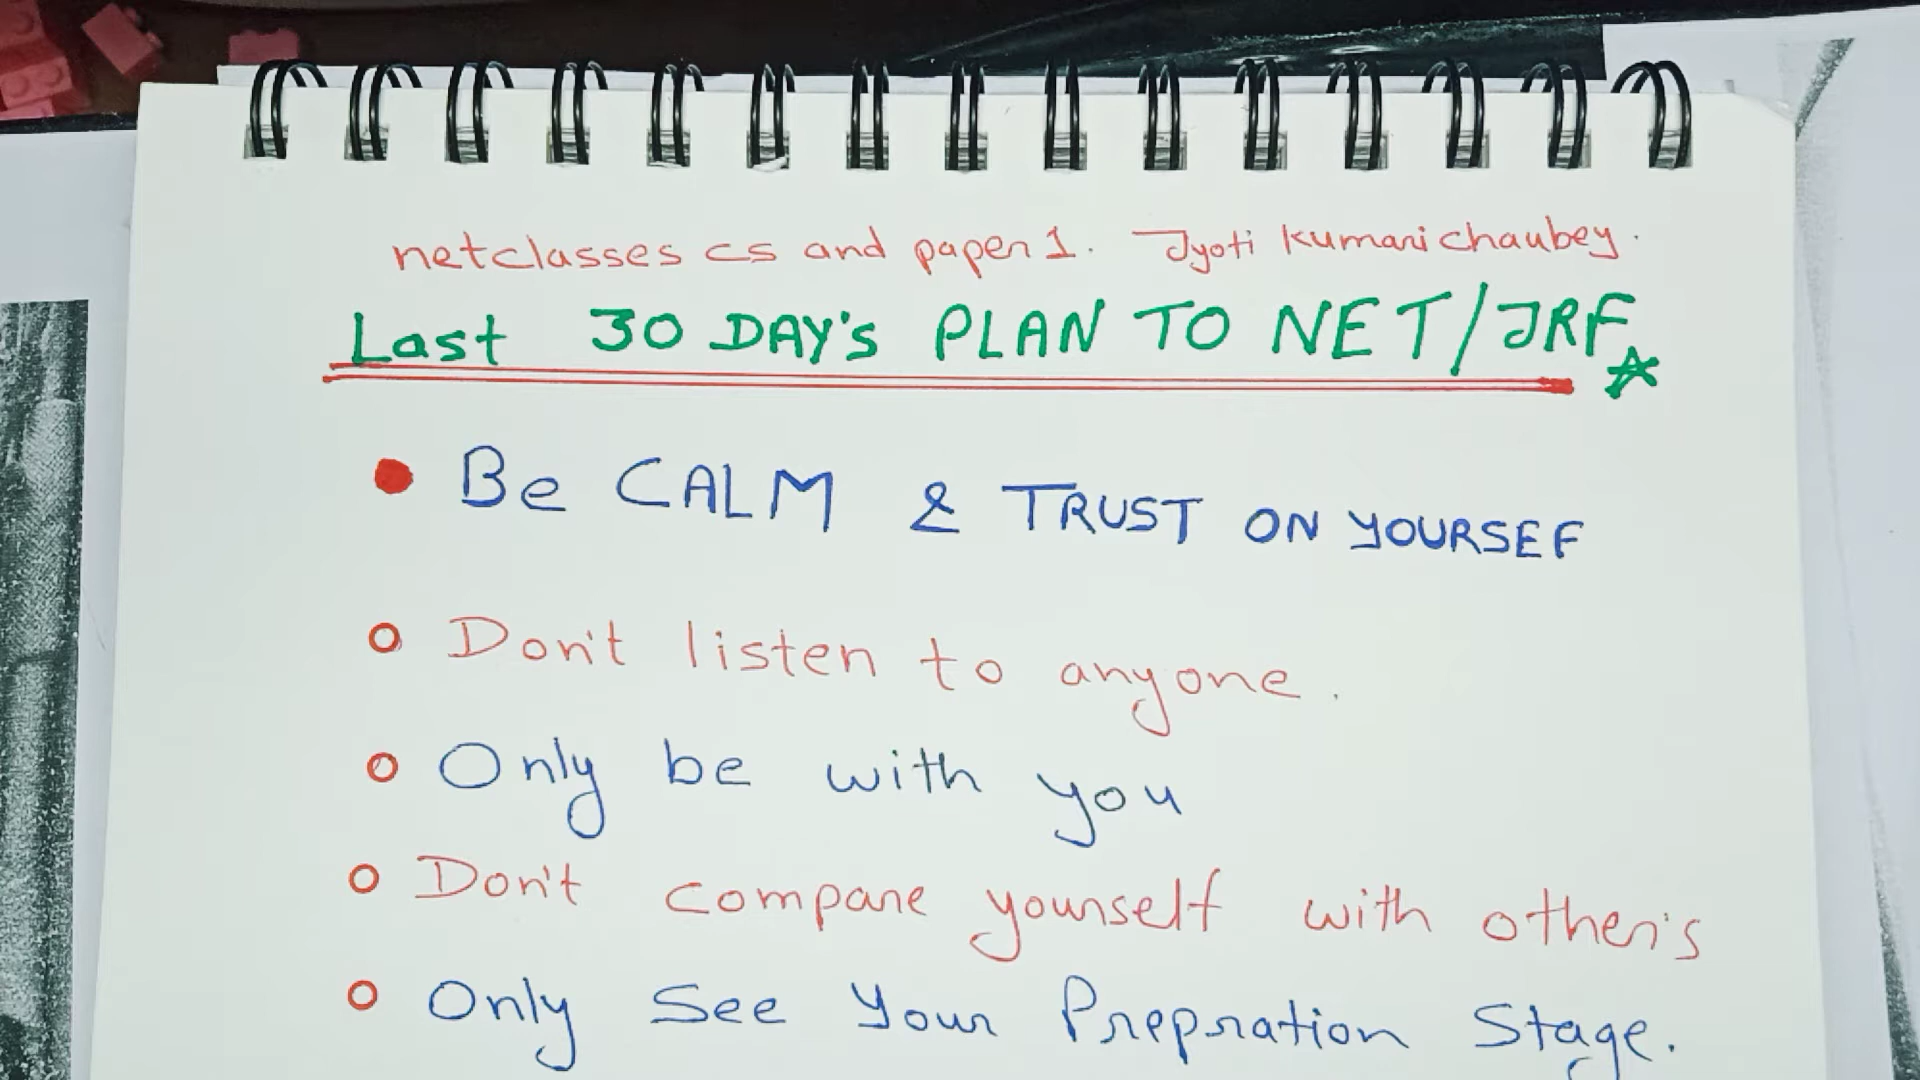 netclasses cs and paper 1. Jyoti kumari chaubey.
Last 30 DAY's PLAN TO NET/JRF
• Be CALM & TRUST ON YOURSEF
o Don't listen to anyone.
o Only be with you
o Don't compare yourself with other's
o Only See Your Prepration Stage.